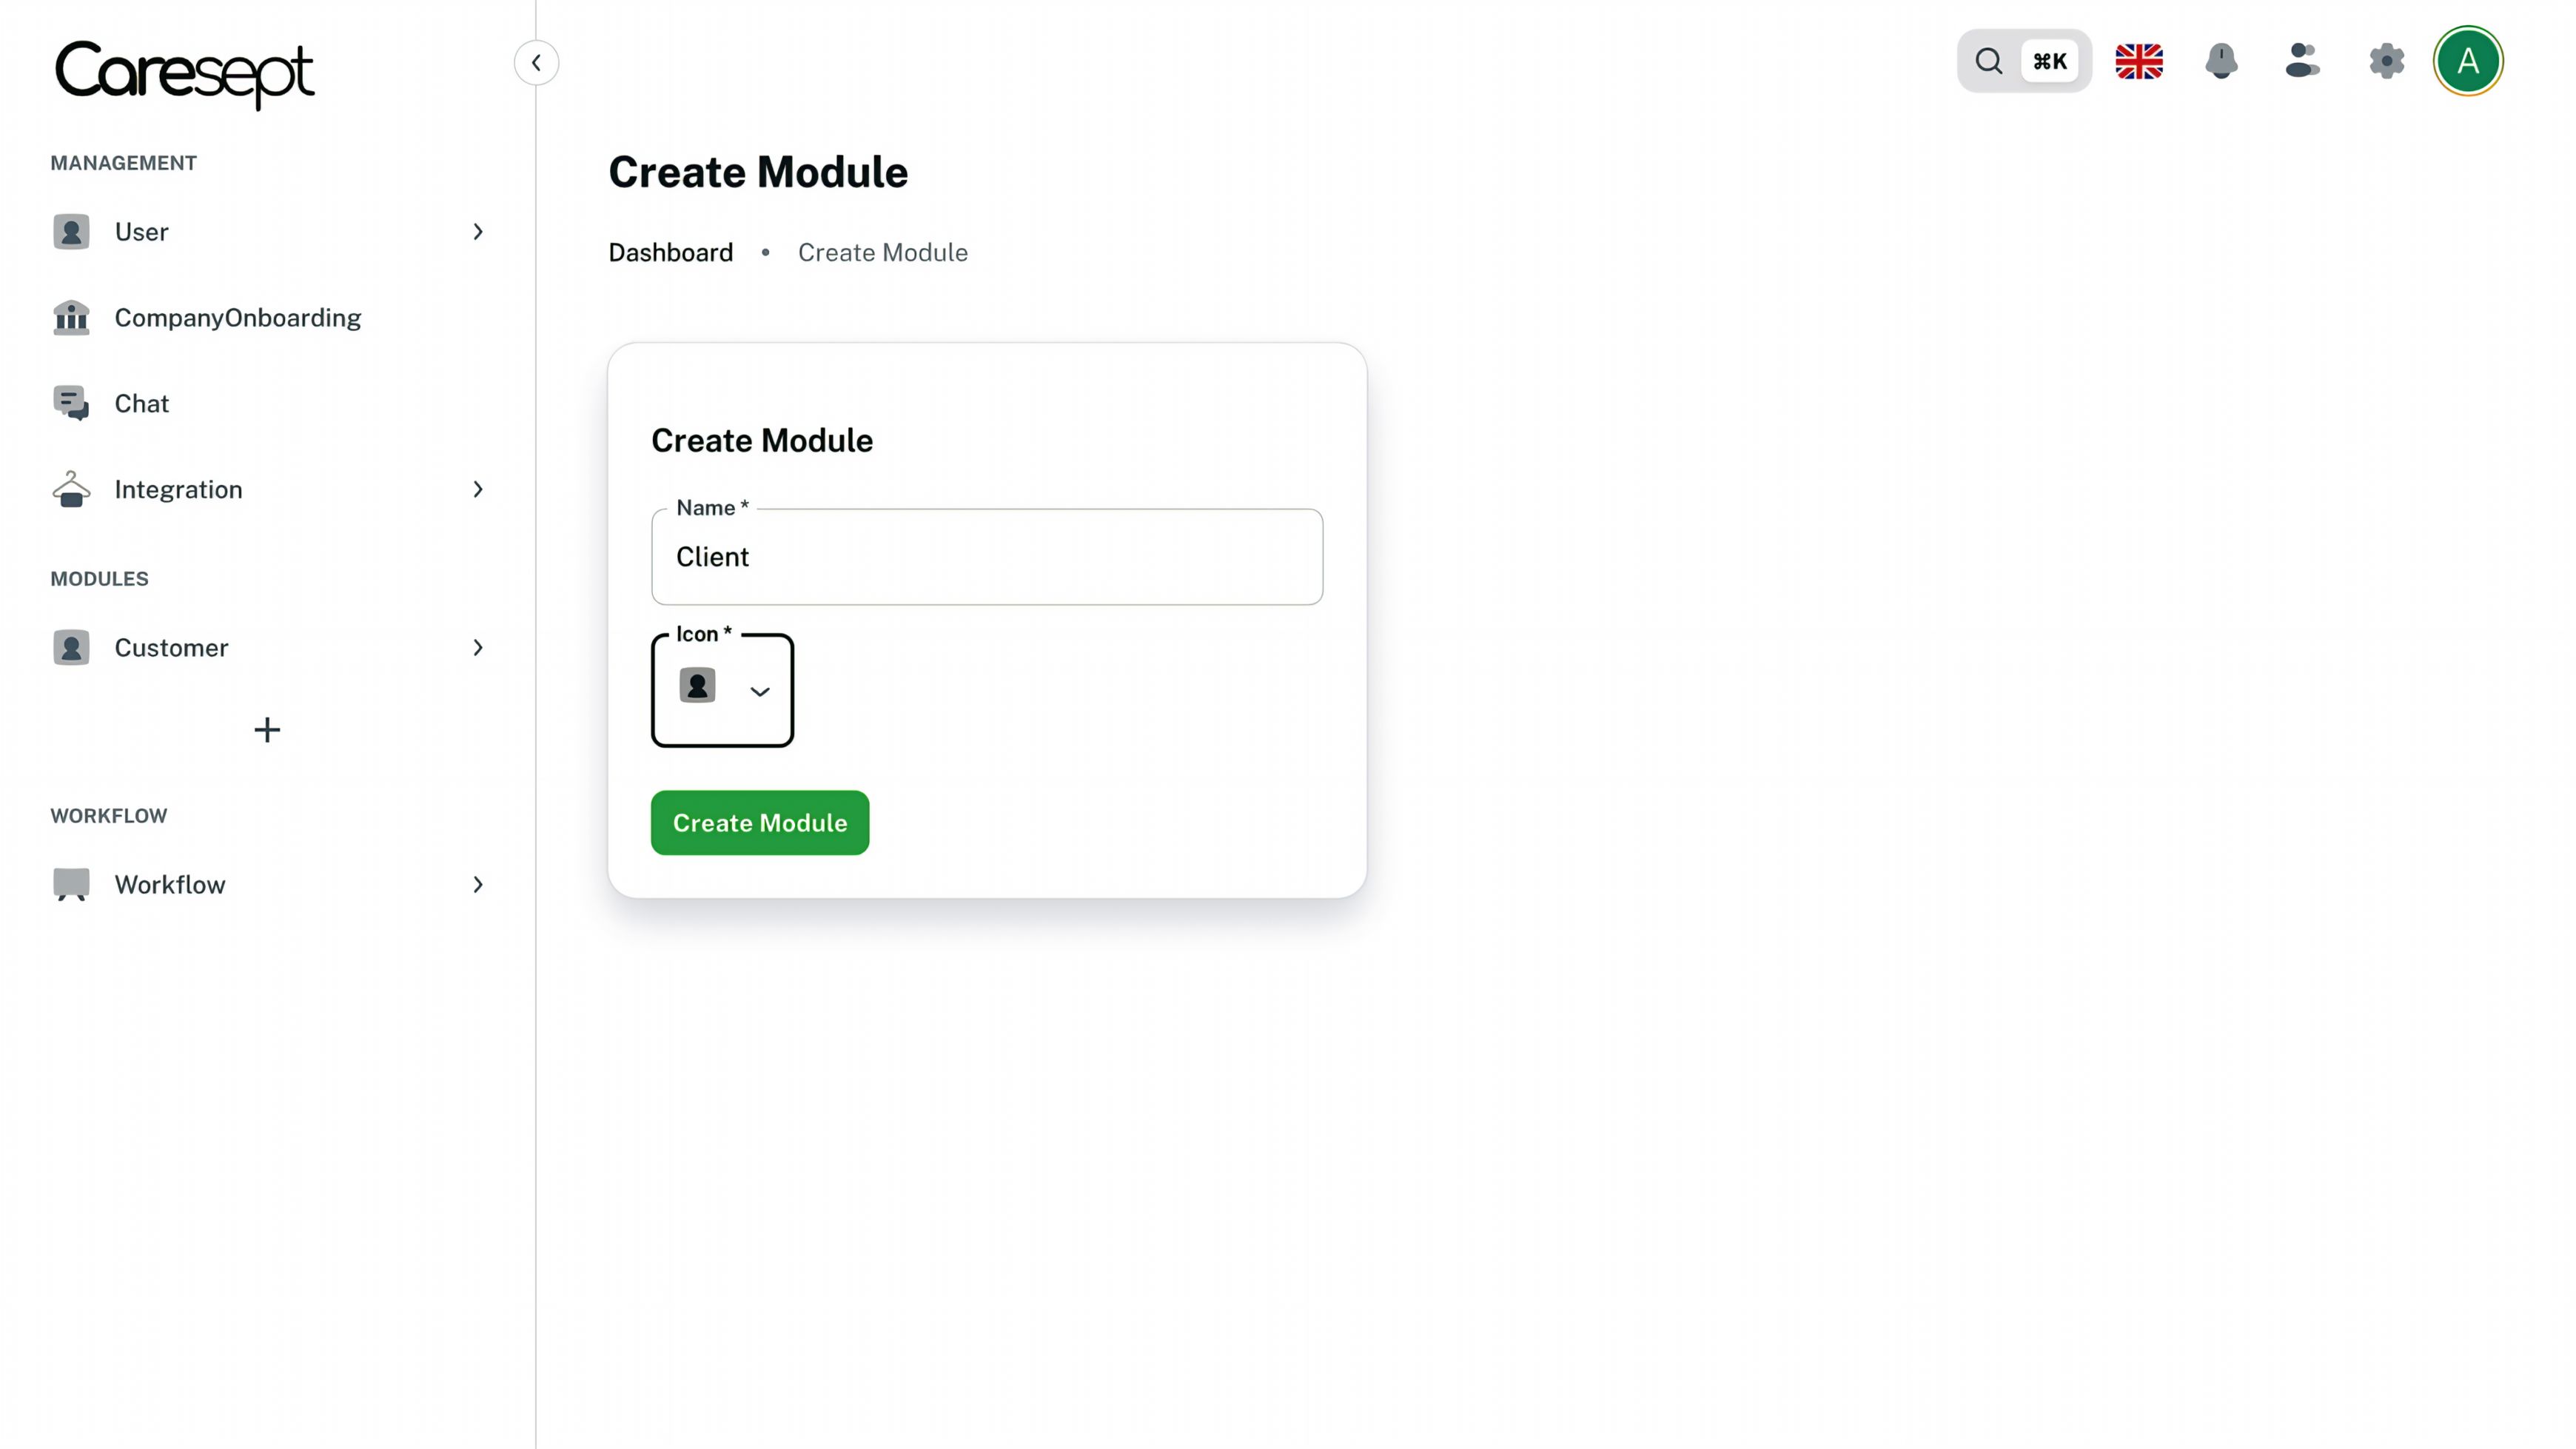 Caresept
⌘K
A
MANAGEMENT
User
CompanyOnboarding
Chat
Integration
MODULES
Customer
WORKFLOW
Workflow
Create Module
Dashboard • Create Module
Create Module
Name *
Client
Icon *
Create Module